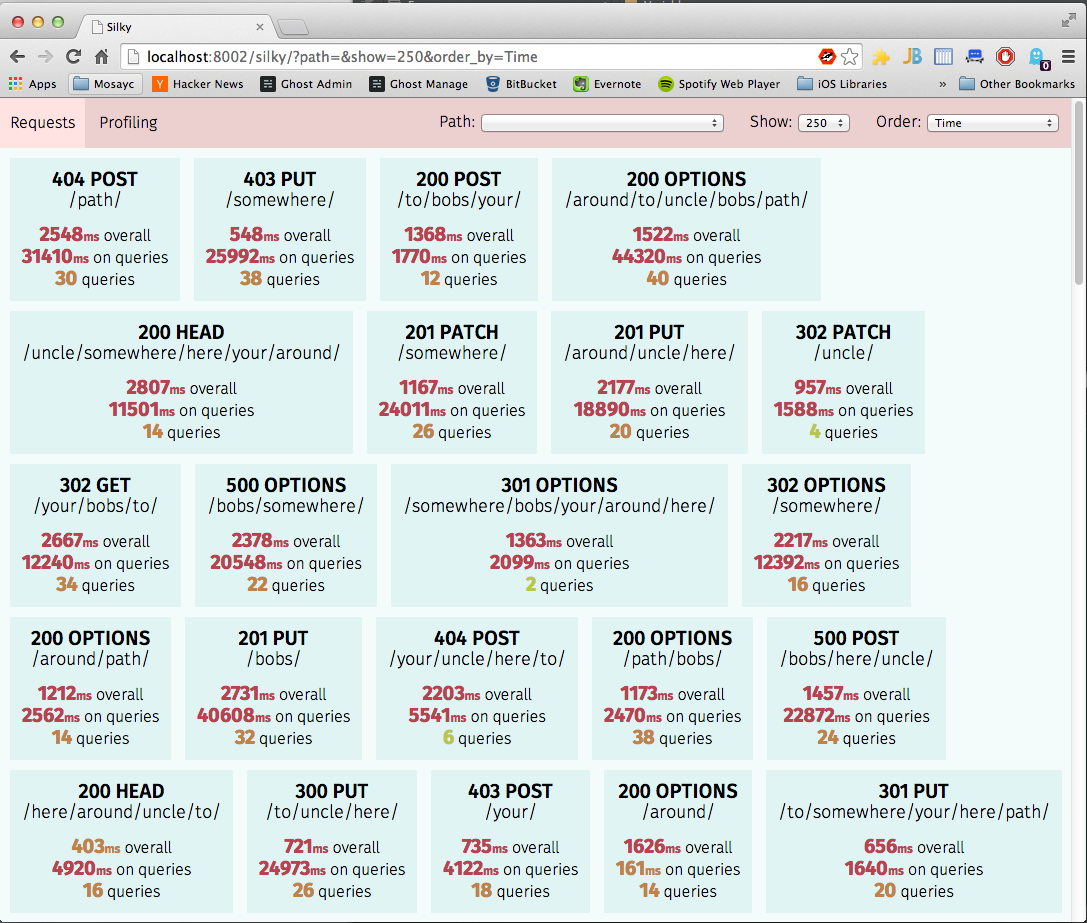 Silky
localhost:8002/silky/?path=&show=250&order_by=Time
Apps Mosayc Hacker News Ghost Admin Ghost Manage BitBucket Evernote Spotify Web Player iOS Libraries » Other Bookmarks
Requests Profiling Path: Show: 250 Order: Time
404 POST
/path/
2548ms overall
31410ms on queries
30 queries
403 PUT
/somewhere/
548ms overall
25992ms on queries
38 queries
200 POST
/to/bobs/your/
1368ms overall
1770ms on queries
12 queries
200 OPTIONS
/around/to/uncle/bobs/path/
1522ms overall
44320ms on queries
40 queries
200 HEAD
/uncle/somewhere/here/your/around/
2807ms overall
11501ms on queries
14 queries
201 PATCH
/somewhere/
1167ms overall
24011ms on queries
26 queries
201 PUT
/around/uncle/here/
2177ms overall
18890ms on queries
20 queries
302 PATCH
/uncle/
957ms overall
1588ms on queries
4 queries
302 GET
/your/bobs/to/
2667ms overall
12240ms on queries
34 queries
500 OPTIONS
/bobs/somewhere/
2378ms overall
20548ms on queries
22 queries
301 OPTIONS
/somewhere/bobs/your/around/here/
1363ms overall
2099ms on queries
2 queries
302 OPTIONS
/somewhere/
2217ms overall
12392ms on queries
16 queries
200 OPTIONS
/around/path/
1212ms overall
2562ms on queries
14 queries
201 PUT
/bobs/
2731ms overall
40608ms on queries
32 queries
404 POST
/your/uncle/here/to/
2203ms overall
5541ms on queries
6 queries
200 OPTIONS
/path/bobs/
1173ms overall
2470ms on queries
38 queries
500 POST
/bobs/here/uncle/
1457ms overall
22872ms on queries
24 queries
200 HEAD
/here/around/uncle/to/
403ms overall
4920ms on queries
16 queries
300 PUT
/to/uncle/here/
721ms overall
24973ms on queries
26 queries
403 POST
/your/
735ms overall
4122ms on queries
18 queries
200 OPTIONS
/around/
1626ms overall
161ms on queries
14 queries
301 PUT
/to/somewhere/your/here/path/
656ms overall
1640ms on queries
20 queries